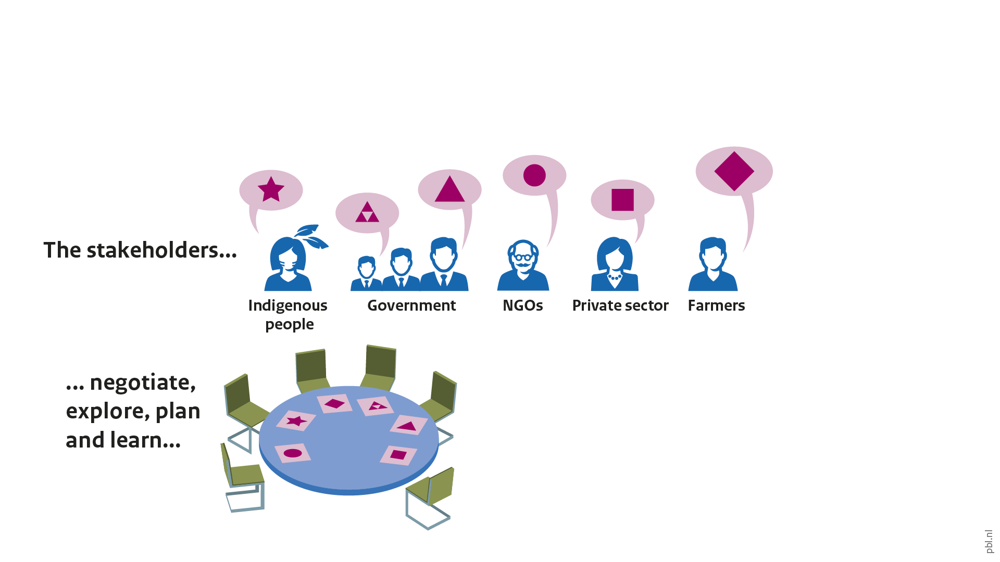 The stakeholders...
Indigenous
people
Government
NGOs
Private sector
Farmers
... negotiate,
explore, plan
and learn...
pbl.nl